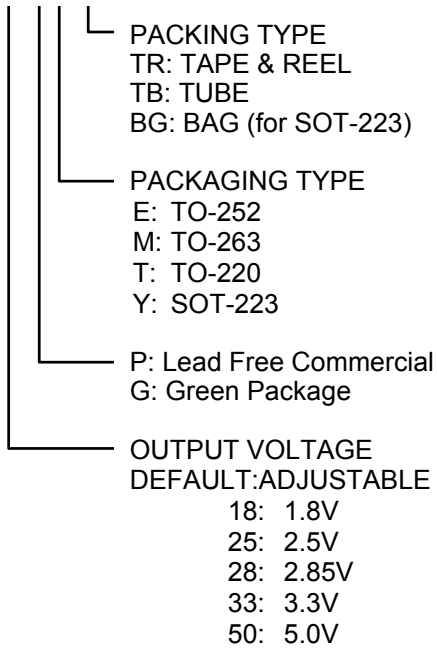 PACKING TYPE
TR: TAPE & REEL
TB: TUBE
BG: BAG (for SOT-223)
PACKAGING TYPE
E: TO-252
M: TO-263
T: TO-220
Y: SOT-223
P: Lead Free Commercial
G: Green Package
OUTPUT VOLTAGE
DEFAULT:ADJUSTABLE
18: 1.8V
25: 2.5V
28: 2.85V
33: 3.3V
50: 5.0V